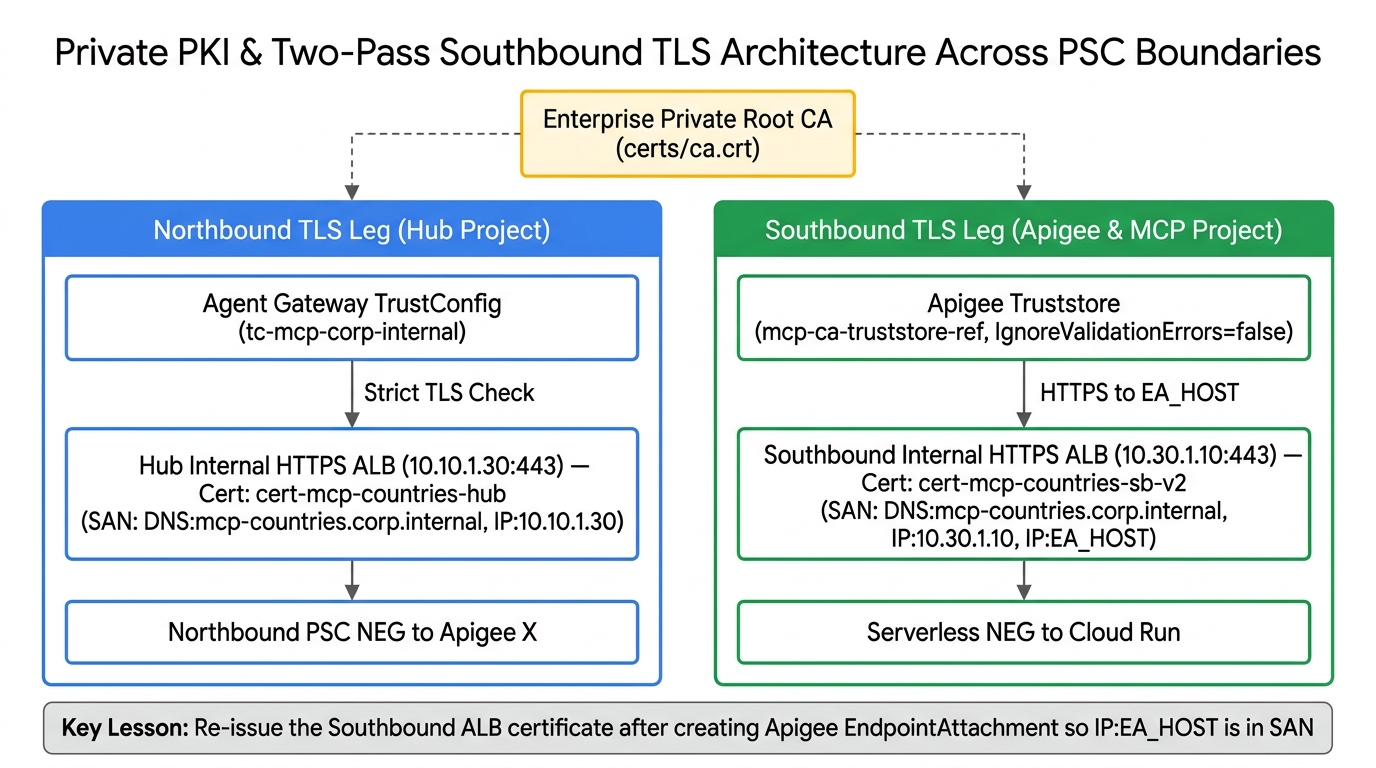 Private PKI & Two-Pass Southbound TLS Architecture Across PSC Boundaries
Enterprise Private Root CA
(certs/ca.crt)
Northbound TLS Leg (Hub Project)
Agent Gateway TrustConfig
(tc-mcp-corp-internal)
Strict TLS Check
Hub Internal HTTPS ALB (10.10.1.30:443) —
Cert: cert-mcp-countries-hub
(SAN: DNS:mcp-countries.corp.internal, IP:10.10.1.30)
Northbound PSC NEG to Apigee X
Southbound TLS Leg (Apigee & MCP Project)
Apigee Truststore
(mcp-ca-truststore-ref, IgnoreValidationErrors=false)
HTTPS to EA_HOST
Southbound Internal HTTPS ALB (10.30.1.10:443) —
Cert: cert-mcp-countries-sb-v2
(SAN: DNS:mcp-countries.corp.internal,
IP:10.30.1.10, IP:EA_HOST)
Serverless NEG to Cloud Run
Key Lesson: Re-issue the Southbound ALB certificate after creating Apigee EndpointAttachment so IP:EA_HOST is in SAN